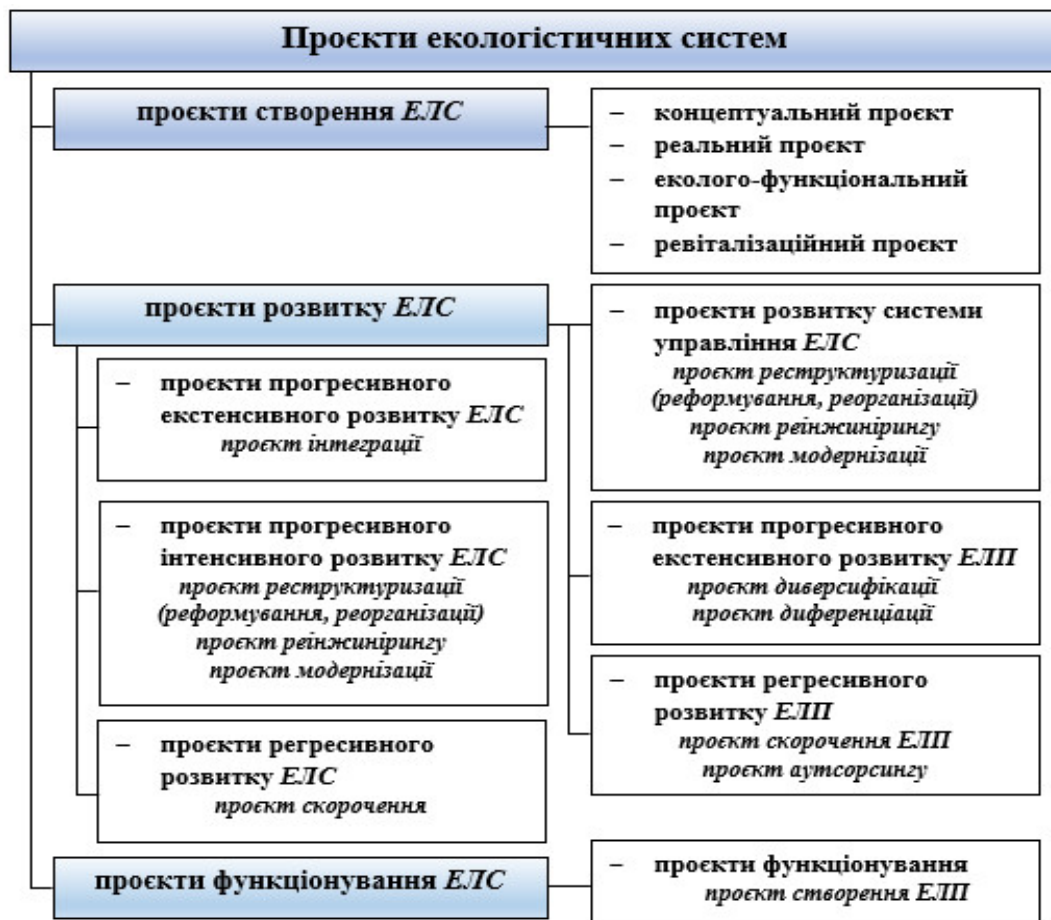 Проєкти екологістичних систем
проєкти створення ЕЛС
– концептуальний проєкт
– реальний проєкт
– еколого-функціональний
проєкт
– ревіталізаційний проєкт
проєкти розвитку ЕЛС
– проєкти прогресивного
екстенсивного розвитку ЕЛС
проєкт інтеграції
– проєкти прогресивного
інтенсивного розвитку ЕЛС
проєкт реструктуризації
(реформування, реорганізації)
проєкт реінжинірингу
проєкт модернізації
– проєкти регресивного
розвитку ЕЛС
проєкт скорочення
– проєкти розвитку системи
управління ЕЛС
проєкт реструктуризації
(реформування, реорганізації)
проєкт реінжинірингу
проєкт модернізації
– проєкти прогресивного
екстенсивного розвитку ЕЛП
проєкт диверсифікації
проєкт диференціації
– проєкти регресивного
розвитку ЕЛП
проєкт скорочення ЕЛП
проєкт аутсорсингу
проєкти функціонування ЕЛС
– проєкти функціонування
проєкт створення ЕЛП